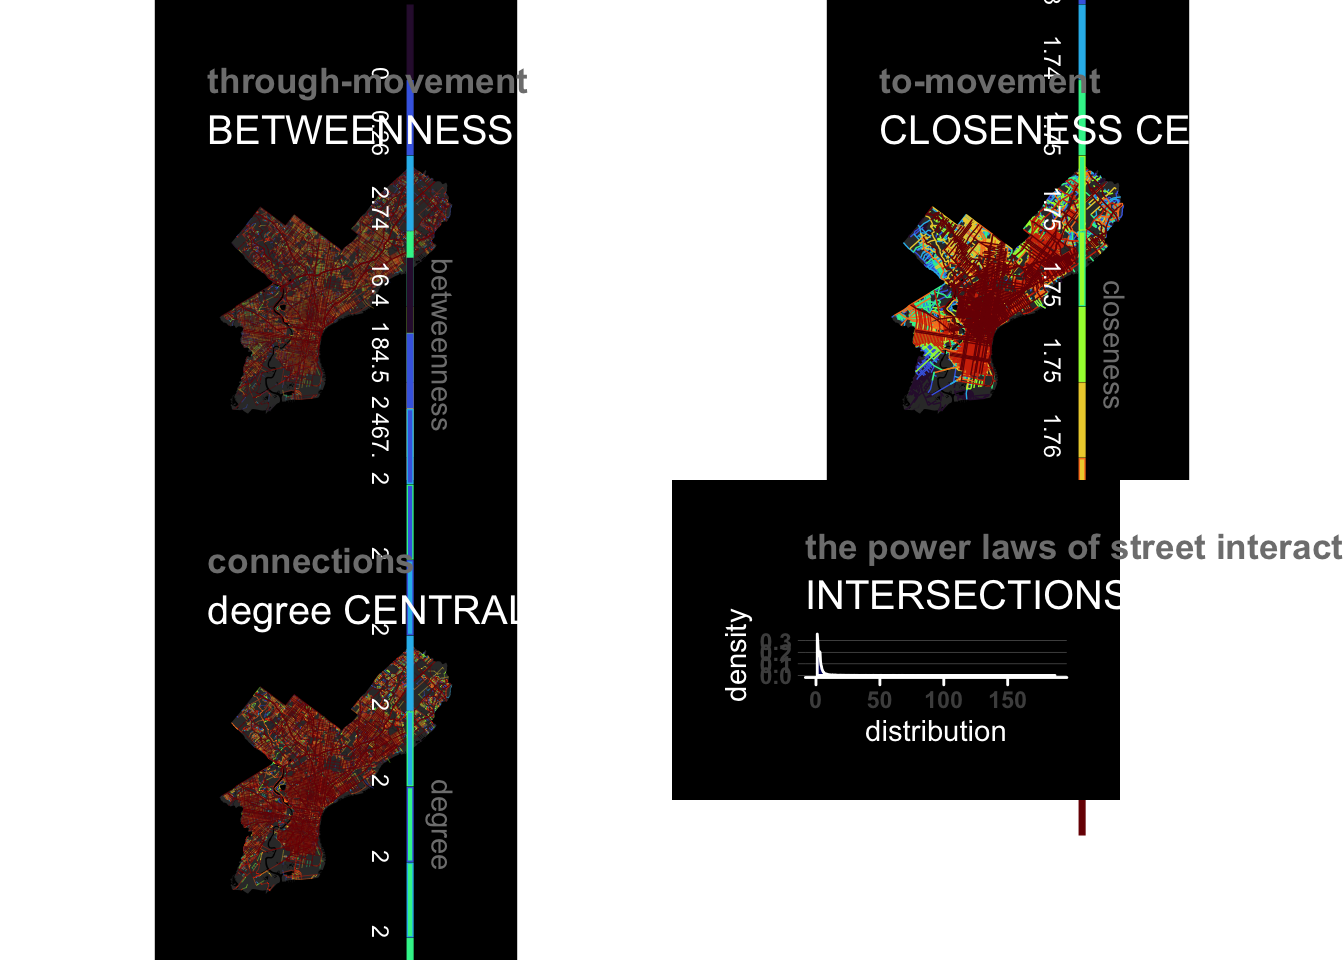 through-movement
BETWEENNESS
0
2.74
16.4
184.5
2467.
2
betweenness
to-movement
CLOSENESS CE
1.74
1.75
1.75
1.75
1.75
1.76
closeness
connections
degree CENTRAL
2
2
2
2
2
2
degree
the power laws of street interact
INTERSECTIONS
density
0.3
0.2
0.1
0.0
0
50
100
150
distribution